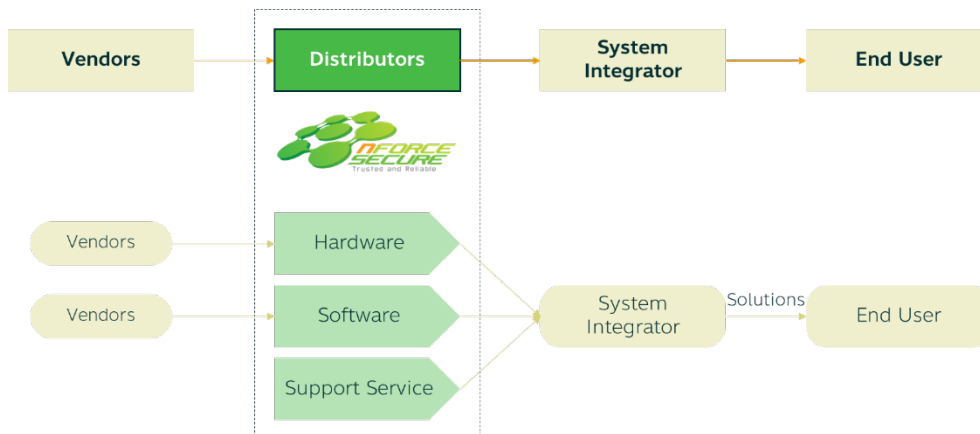 Vendors
Distributors
System
Integrator
End User
nFORCE
SECURE
Trusted and Reliable
Vendors
Hardware
Vendors
Software
System
Integrator
Solutions
End User
Support Service